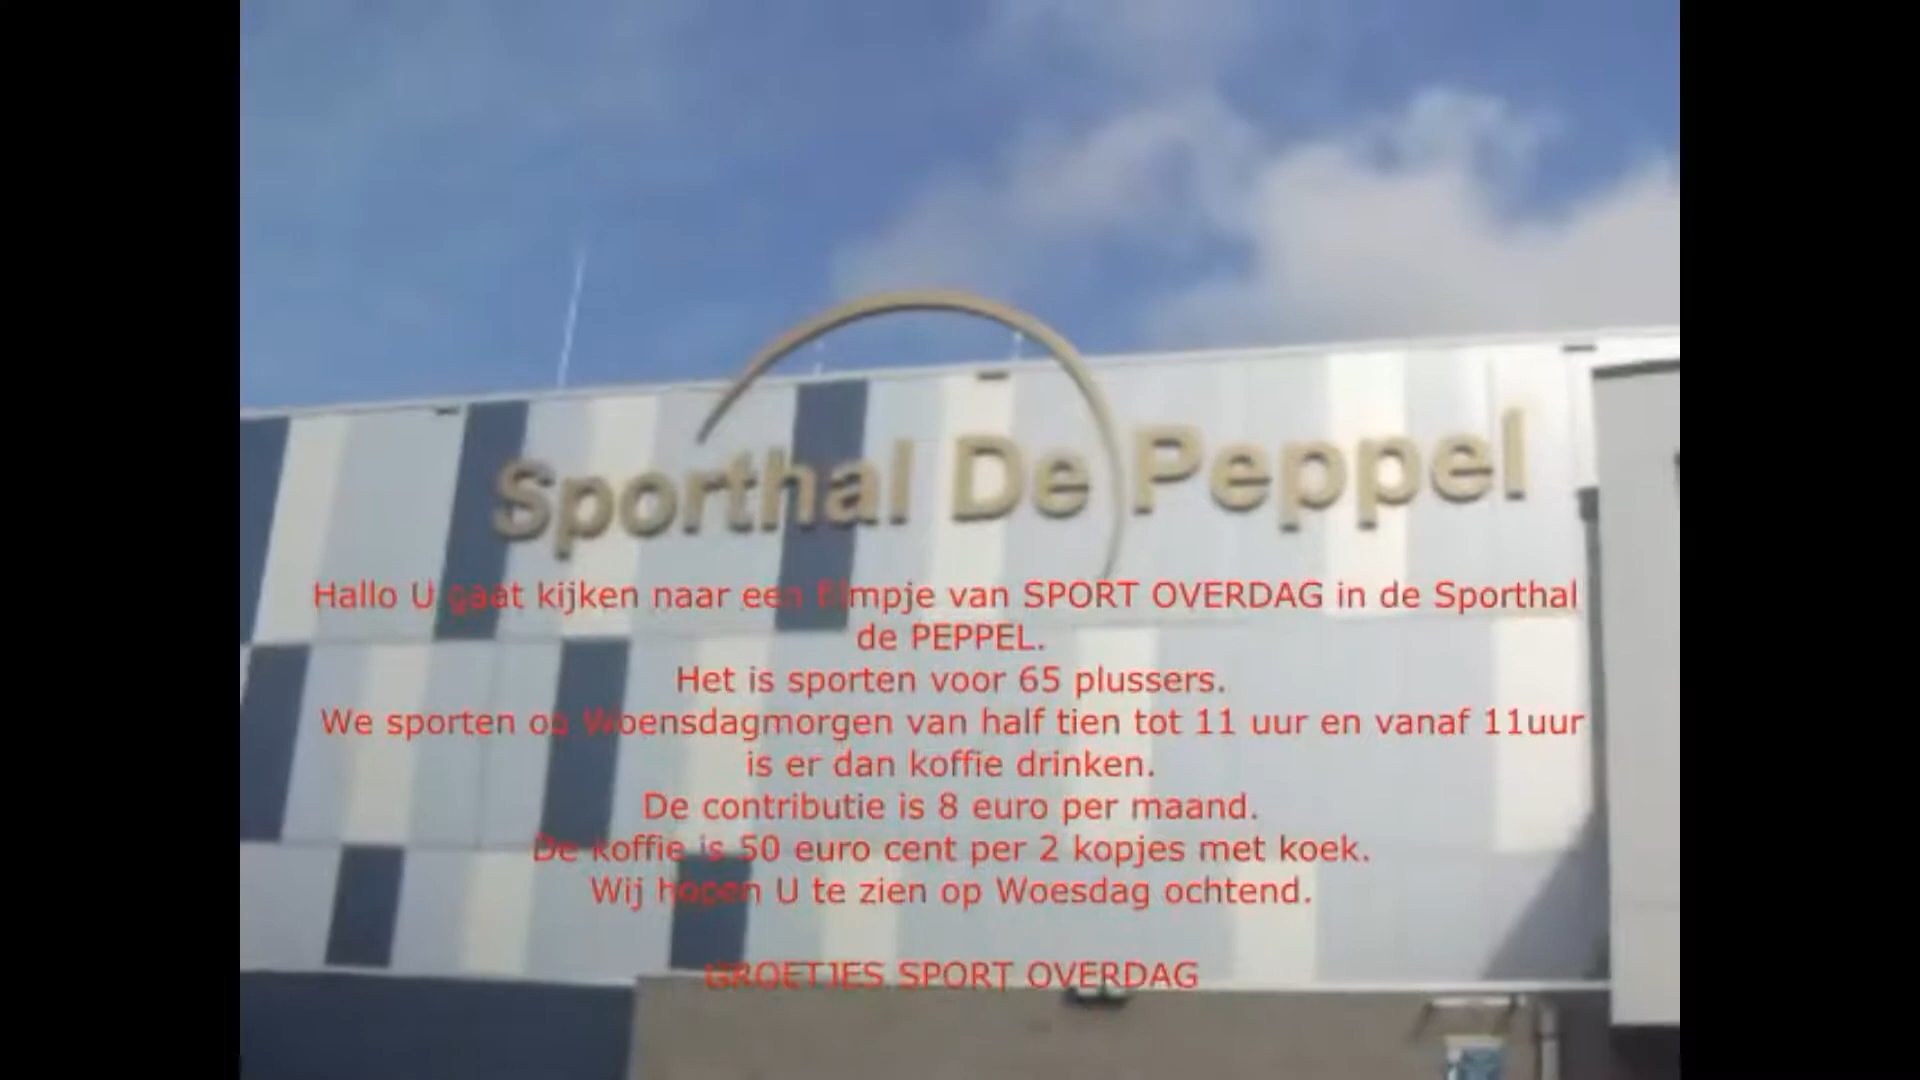 Sporthal De Peppel
Hallo U gaat kijken naar een filmpje van SPORT OVERDAG in de Sporthal
de PEPPEL.
Het is sporten voor 65 plussers.
We sporten op Woensdagmorgen van half tien tot 11 uur en vanaf 11uur
is er dan koffie drinken.
De contributie is 8 euro per maand.
De koffie is 50 euro cent per 2 kopjes met koek.
Wij hopen U te zien op Woesdag ochtend.
GROETJES SPORT OVERDAG